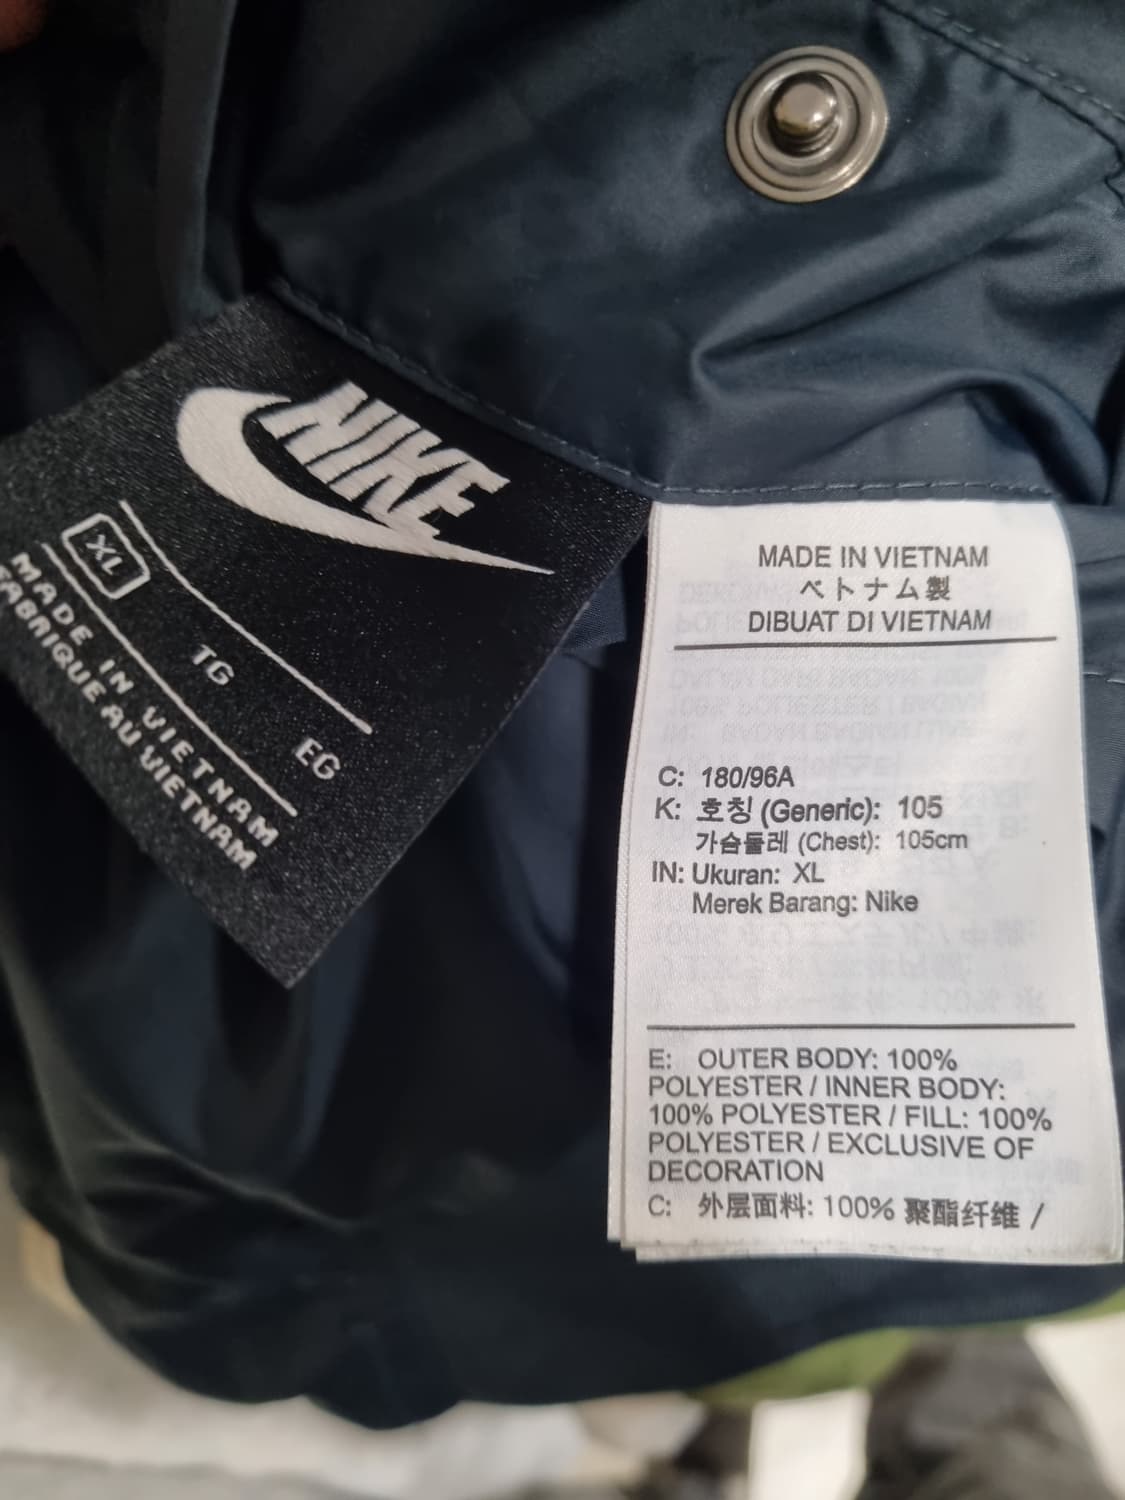 NIKE
XL TG EG
MADE IN VIETNAM
FABRIQUE AU VIETNAM
MADE IN VIETNAM
ベトナム製
DIBUAT DI VIETNAM
C: 180/96A
K: 호칭 (Generic): 105
가슴둘레 (Chest): 105cm
IN: Ukuran: XL
Merek Barang: Nike
E: OUTER BODY: 100%
POLYESTER / INNER BODY:
100% POLYESTER / FILL: 100%
POLYESTER / EXCLUSIVE OF
DECORATION
C: 外层面料: 100% 聚酯纤维 /